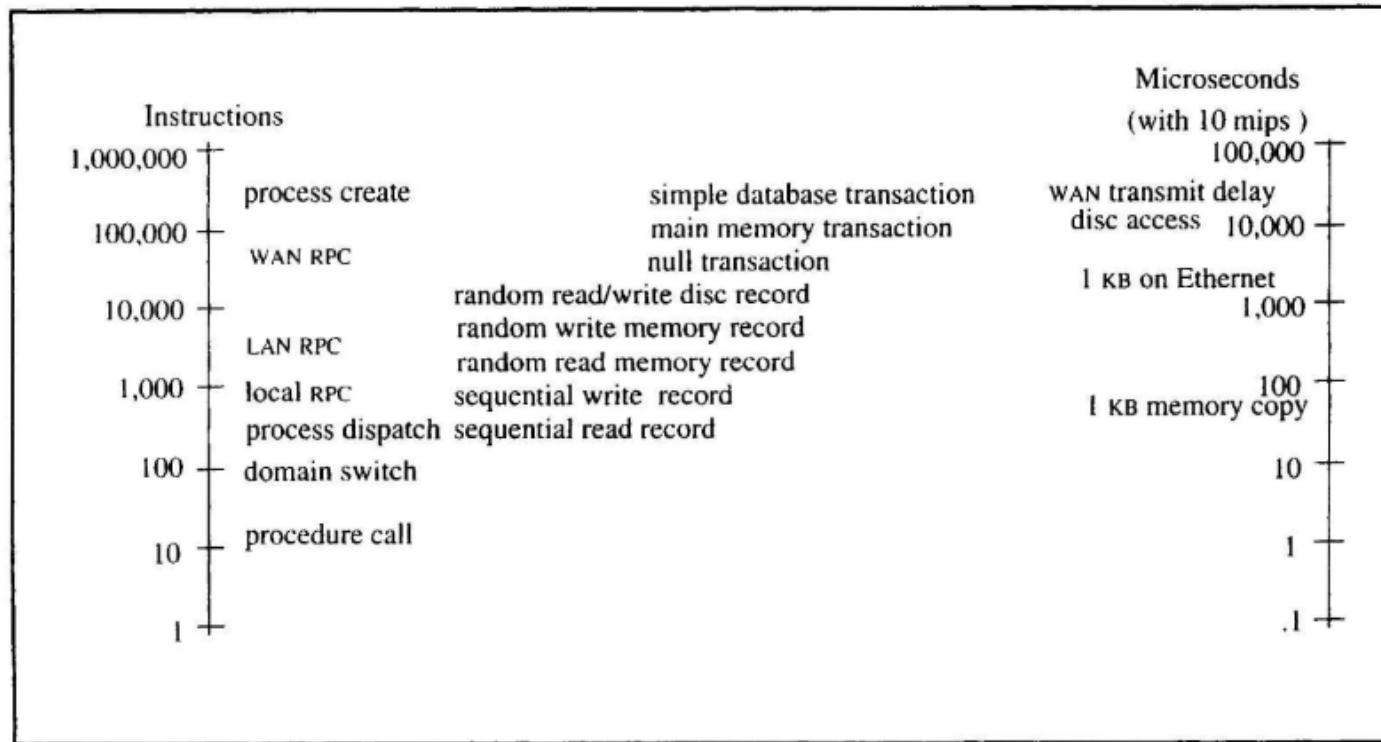 Microseconds
Instructions (with 10 mips )
1,000,000 100,000
process create simple database transaction WAN transmit delay
100,000 main memory transaction disc access 10,000
WAN RPC null transaction 1 KB on Ethernet
10,000 random read/write disc record 1,000
random write memory record
LAN RPC random read memory record
1,000 local RPC sequential write record 100
1 KB memory copy
process dispatch sequential read record
100 domain switch 10
10 procedure call 1
1 .1